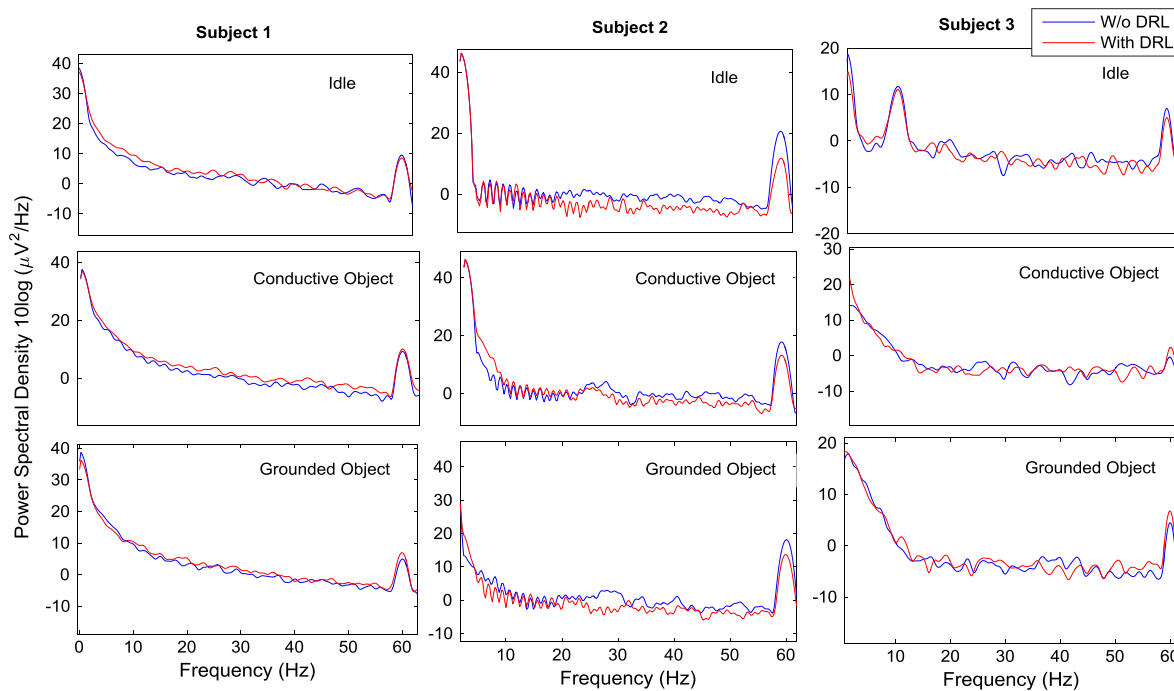 Subject 1
Subject 2
Subject 3
W/o DRL
With DRL
Power Spectral Density 10log (μV²/Hz)
40
30
20
10
0
-10
Idle
40
20
0
Idle
20
10
0
-10
-20
Idle
40
20
0
Conductive Object
40
20
0
Conductive Object
30
20
10
0
-10
Conductive Object
40
30
20
10
0
-10
Grounded Object
40
30
20
10
0
-10
Grounded Object
20
10
0
-10
Grounded Object
0 10 20 30 40 50 60
10 20 30 40 50 60
10 20 30 40 50 60
Frequency (Hz)
Frequency (Hz)
Frequency (Hz)